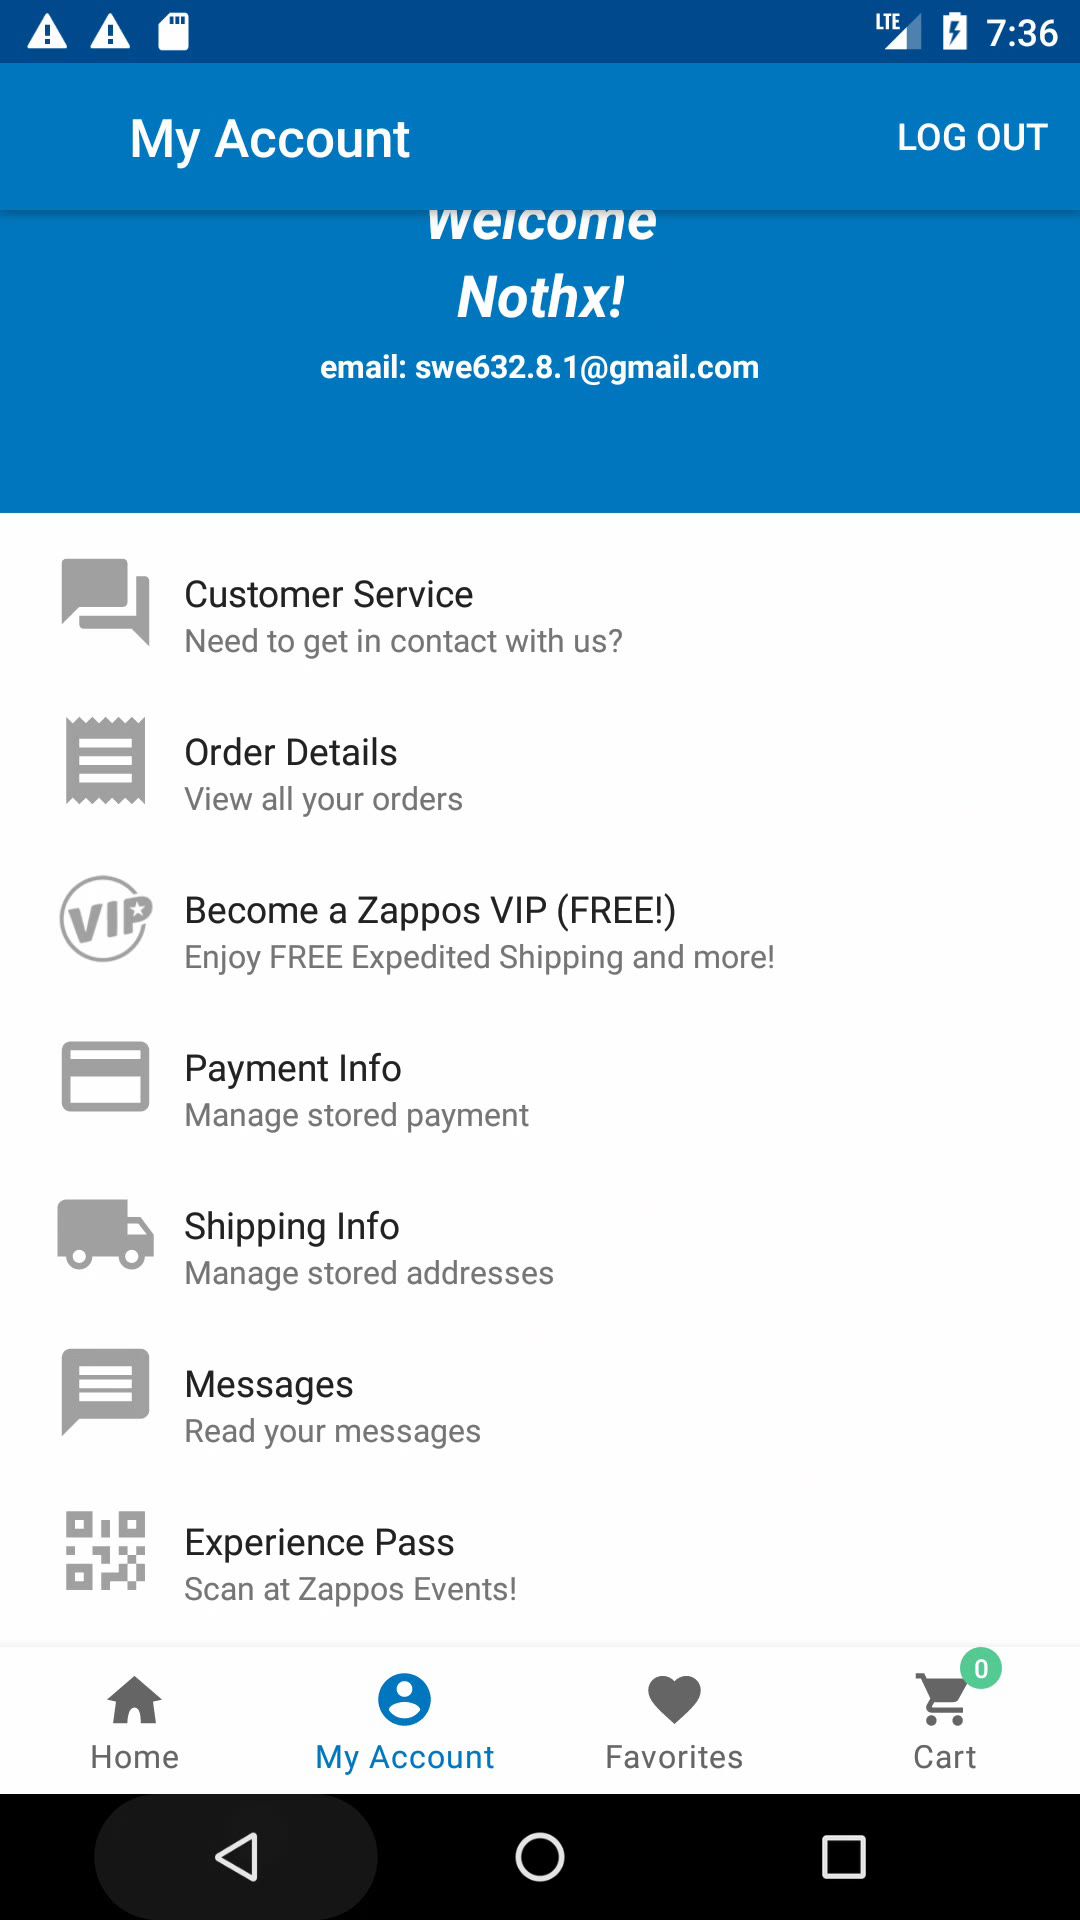 LTE 7:36
My Account LOG OUT
Welcome
Nothx!
email: swe632.8.1@gmail.com
Customer Service
Need to get in contact with us?
Order Details
View all your orders
VIP
Become a Zappos VIP (FREE!)
Enjoy FREE Expedited Shipping and more!
Payment Info
Manage stored payment
Shipping Info
Manage stored addresses
Messages
Read your messages
Experience Pass
Scan at Zappos Events!
0
Home My Account Favorites Cart